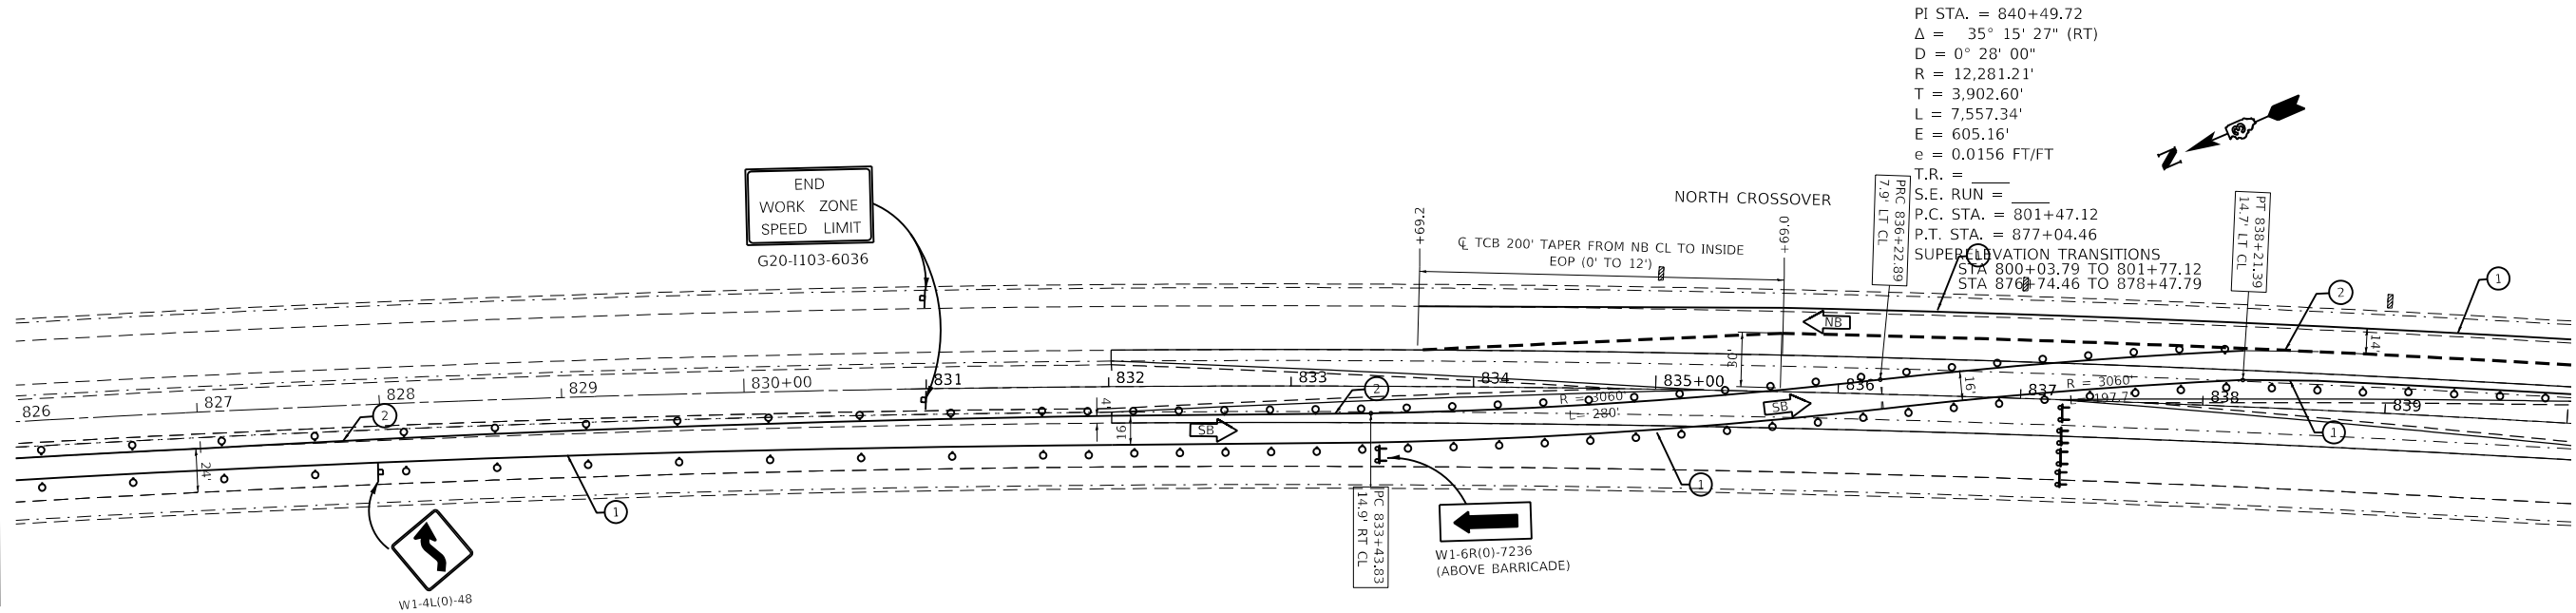 PI STA. = 840+49.72
Δ = 35° 15' 27" (RT)
D = 0° 28' 00"
R = 12,281.21'
T = 3,902.60'
L = 7,557.34'
E = 605.16'
e = 0.0156 FT/FT
T.R. = ____
S.E. RUN = ____
P.C. STA. = 801+47.12
P.T. STA. = 877+04.46
SUPERELEVATION TRANSITIONS
STA 800+03.79 TO 801+77.12
STA 876+74.46 TO 878+47.79
N
3
END
WORK ZONE
SPEED LIMIT
G20-I103-6036
NORTH CROSSOVER
+69.2
℄ TCB 200' TAPER FROM NB CL TO INSIDE
EOP (0' TO 12')
+69.0
PRC 836+22.89
7.9' LT CL
PT 838+21.39
14.7' LT CL
1
2
1
NB
30'
14'
826
827
828
829
830+00
831
832
833
834
835+00
836
837
838
839
2
2
R = 3060'
L= 280'
R = 3060'
L= 197.7'
SB
SB
4'
16'
16'
24'
1
1
1
PC 833+43.83
14.9' RT CL
W1-6R(0)-7236
(ABOVE BARRICADE)
W1-4L(0)-48